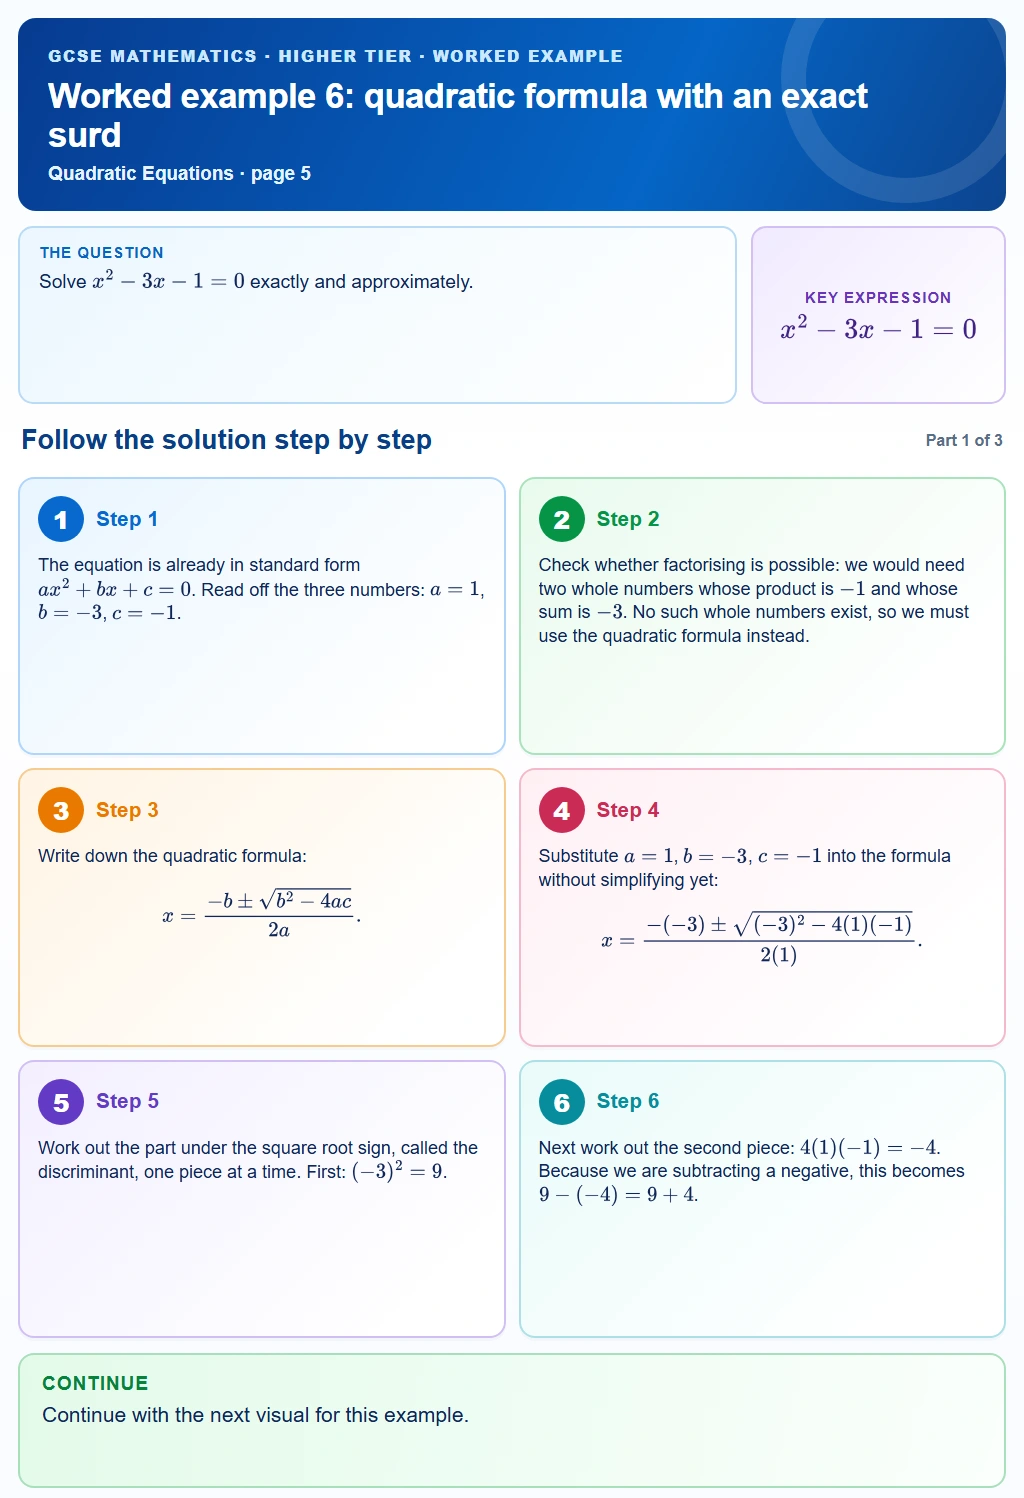 GCSE MATHEMATICS · HIGHER TIER · WORKED EXAMPLE
Worked example 6: quadratic formula with an exact
surd
Quadratic Equations · page 5
THE QUESTION
Solve x² − 3x − 1 = 0 exactly and approximately.
KEY EXPRESSION
x² − 3x − 1 = 0
Follow the solution step by step
Part 1 of 3
1 Step 1
The equation is already in standard form
ax² + bx + c = 0. Read off the three numbers: a = 1,
b = −3, c = −1.
2 Step 2
Check whether factorising is possible: we would need
two whole numbers whose product is −1 and whose
sum is −3. No such whole numbers exist, so we must
use the quadratic formula instead.
3 Step 3
Write down the quadratic formula:
x = (−b ± √(b² − 4ac)) / 2a.
4 Step 4
Substitute a = 1, b = −3, c = −1 into the formula
without simplifying yet:
x = (−(−3) ± √((−3)² − 4(1)(−1))) / 2(1).
5 Step 5
Work out the part under the square root sign, called the
discriminant, one piece at a time. First: (−3)² = 9.
6 Step 6
Next work out the second piece: 4(1)(−1) = −4.
Because we are subtracting a negative, this becomes
9 − (−4) = 9 + 4.
CONTINUE
Continue with the next visual for this example.